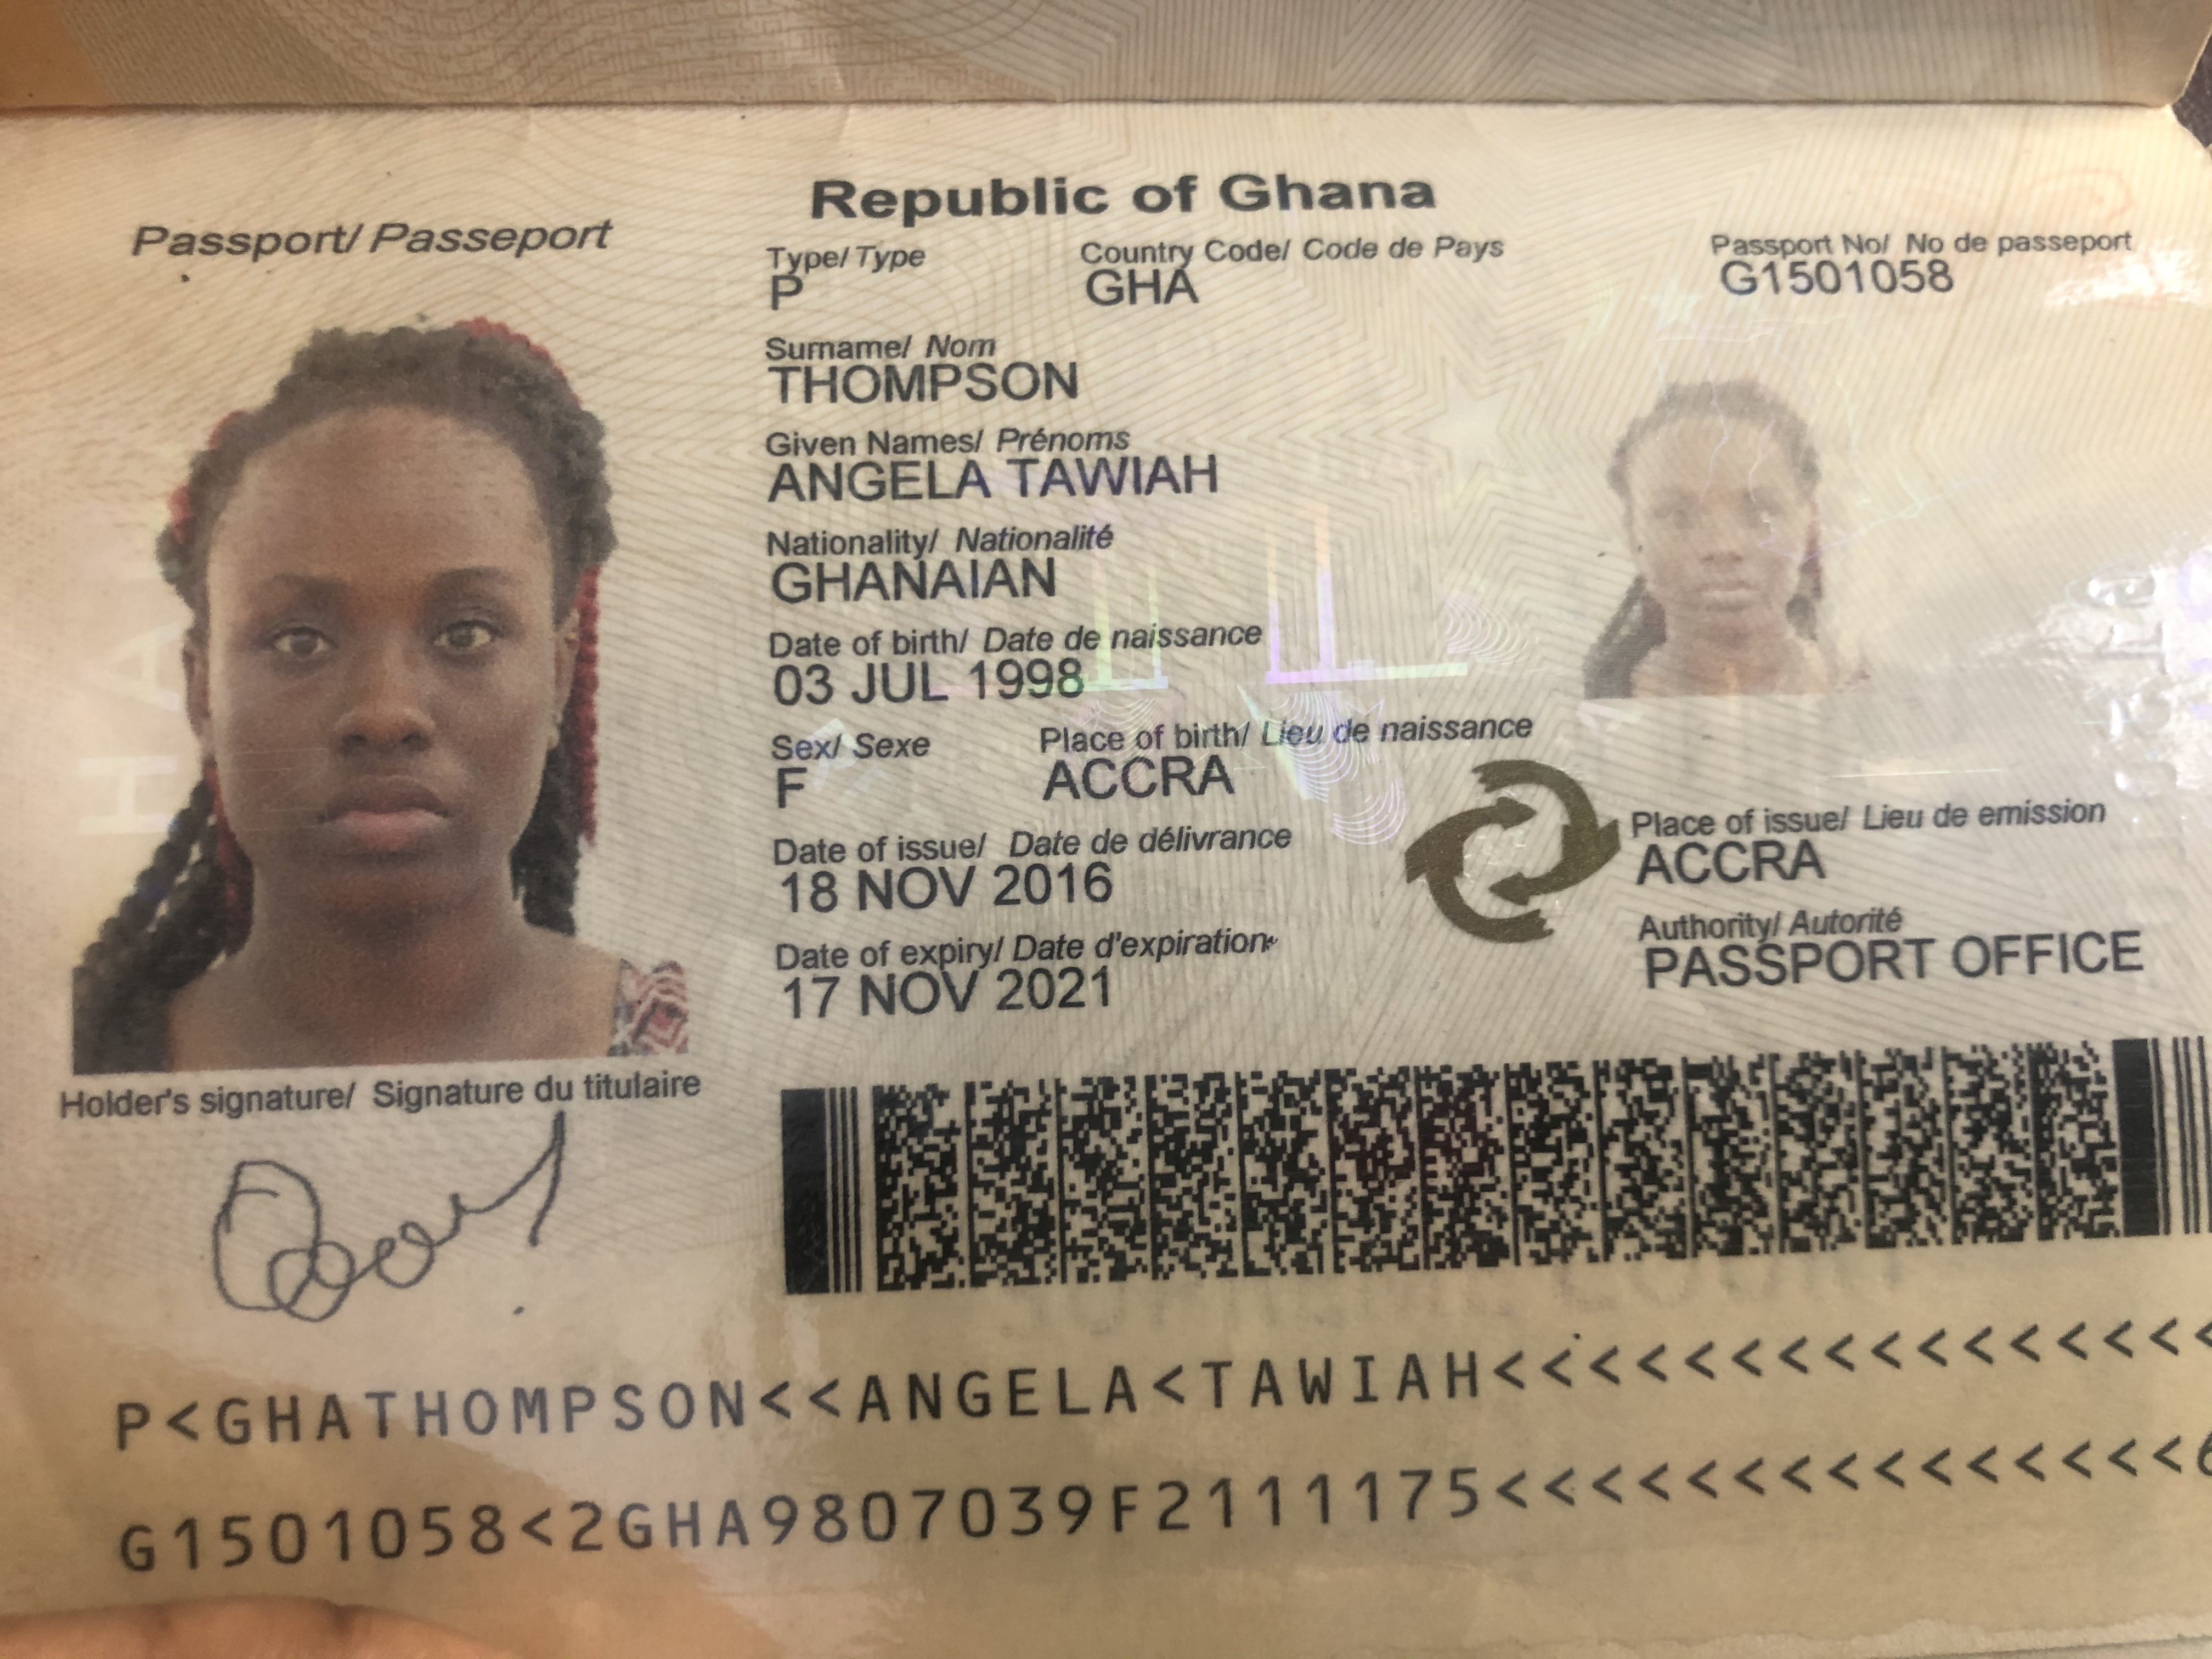 Passport/ Passeport
Republic of Ghana
Type/ Type
P
Country Code/ Code de Pays
GHA
Passport No/ No de passeport
G1501058
Surname/ Nom
THOMPSON
Given Names/ Prénoms
ANGELA TAWIAH
Nationality/ Nationalité
GHANAIAN
Date of birth/ Date de naissance
03 JUL 1998
Sex/ Sexe
F
Place of birth/ Lieu de naissance
ACCRA
Date of issue/ Date de délivrance
18 NOV 2016
Place of issue/ Lieu de emission
ACCRA
Date of expiry/ Date d'expiration
17 NOV 2021
Authority/ Autorité
PASSPORT OFFICE
Holder's signature/ Signature du titulaire
P<GHATHOMPSON<<ANGELA<TAWIAH<<<<<<<<<<<
G1501058<2GHA9807039F2111175<<<<<<<<<<<